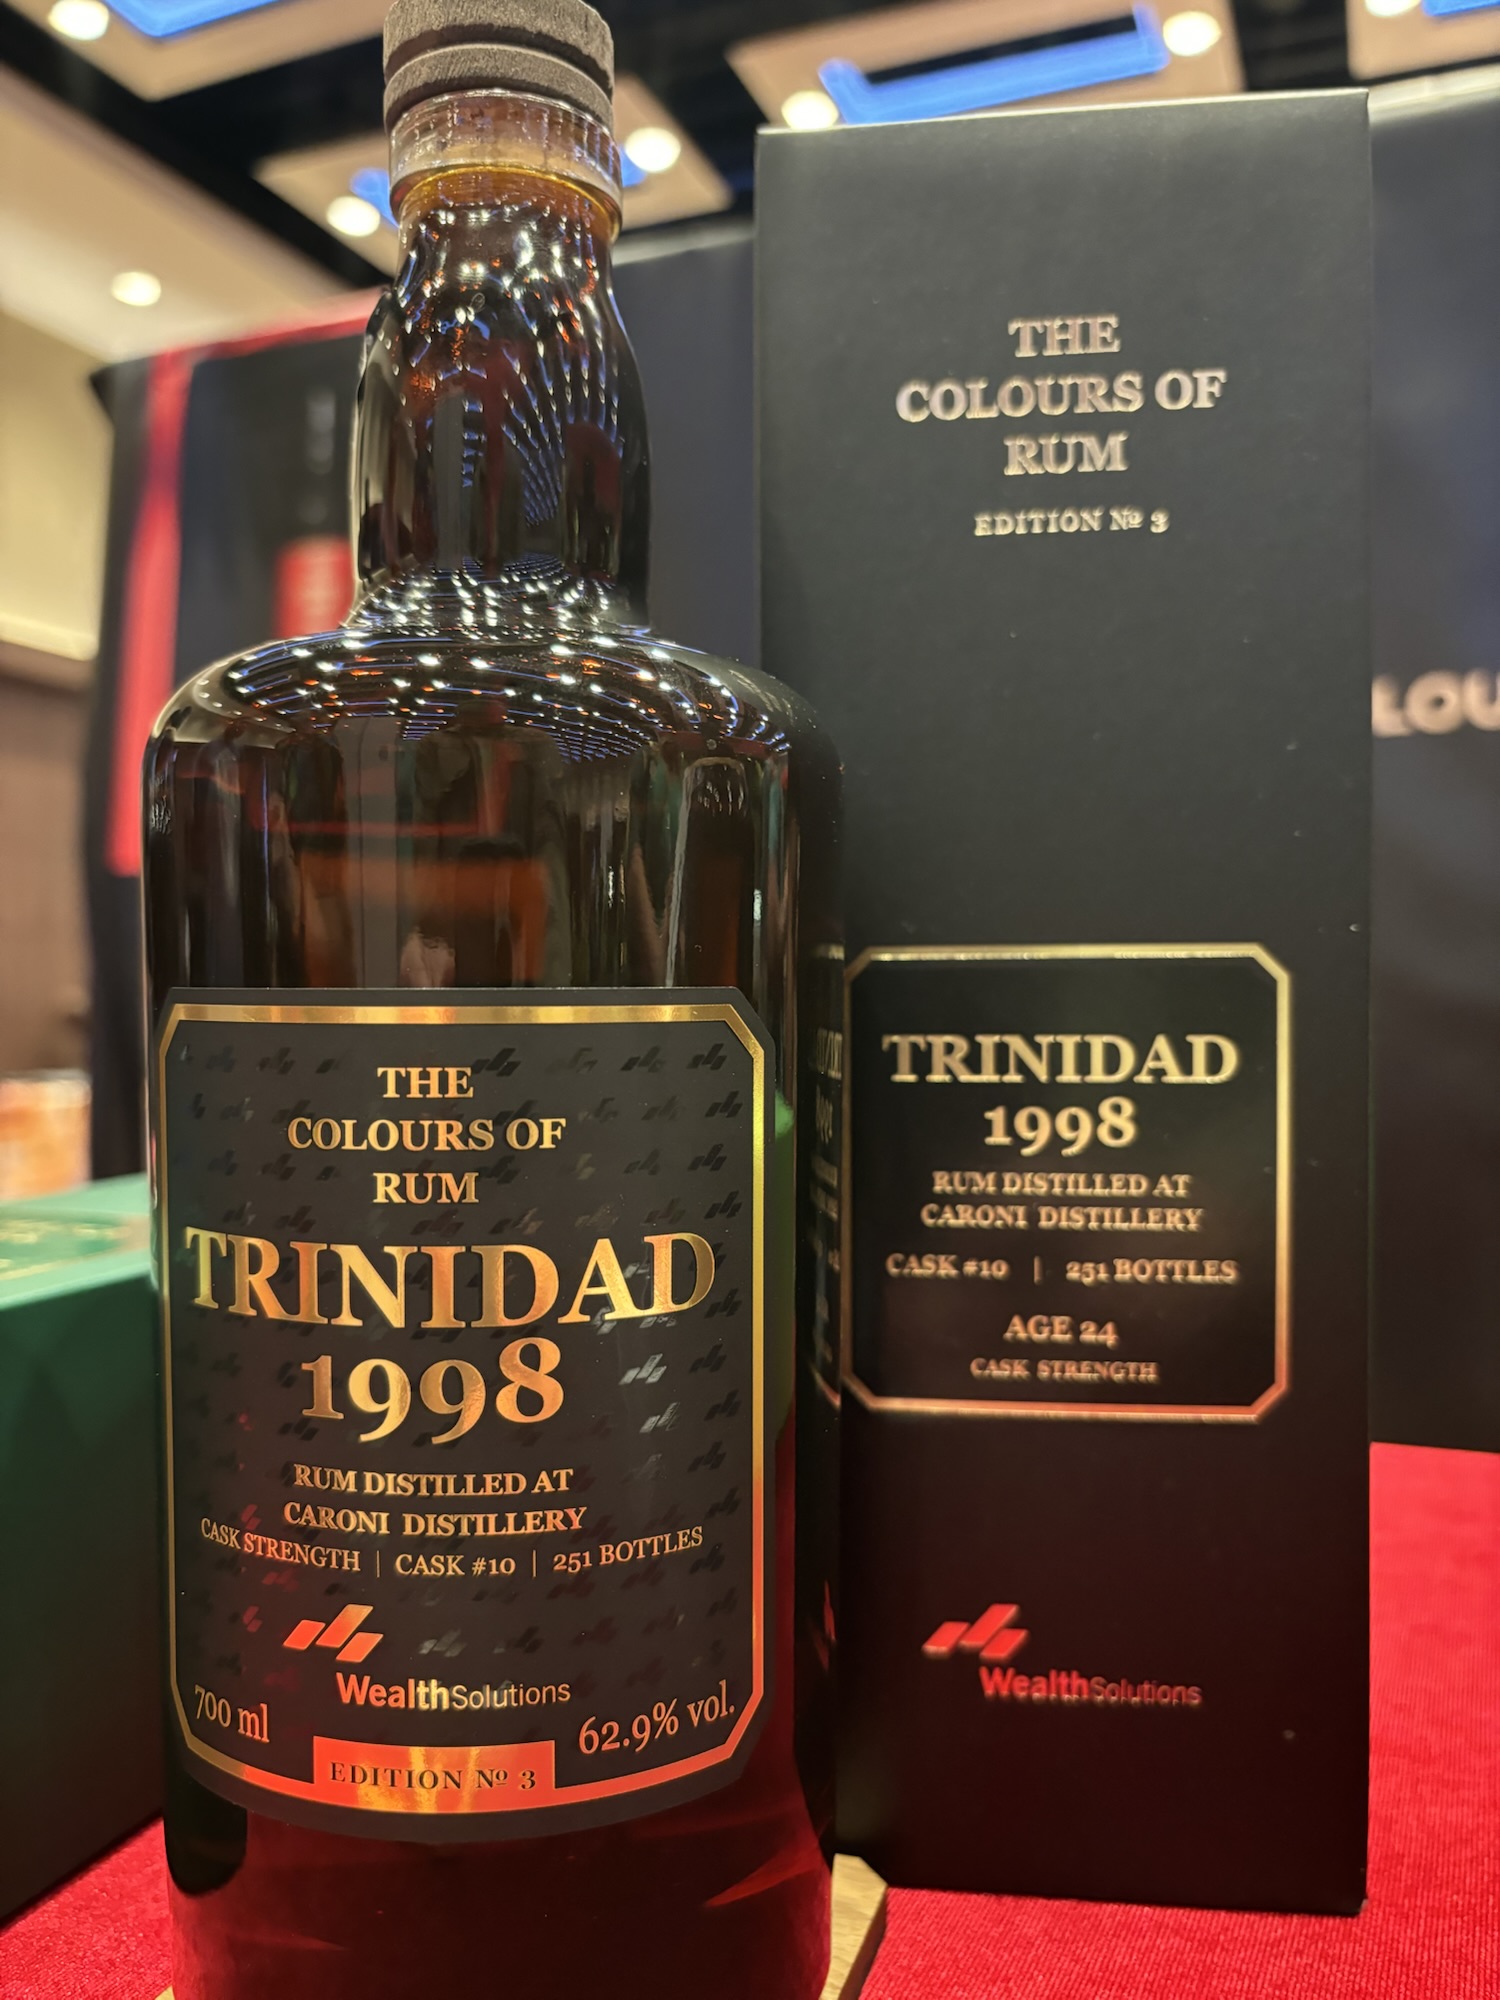 THE
COLOURS OF
RUM
TRINIDAD
1998
RUM DISTILLED AT
CARONI DISTILLERY
CASK STRENGTH | CASK #10 | 251 BOTTLES
WealthSolutions
700 ml
62.9% vol.
EDITION Nº 3
THE
COLOURS OF
RUM
EDITION Nº 3
TRINIDAD
1998
RUM DISTILLED AT
CARONI DISTILLERY
CASK #10 | 251 BOTTLES
AGE 24
CASK STRENGTH
WealthSolutions
LOU